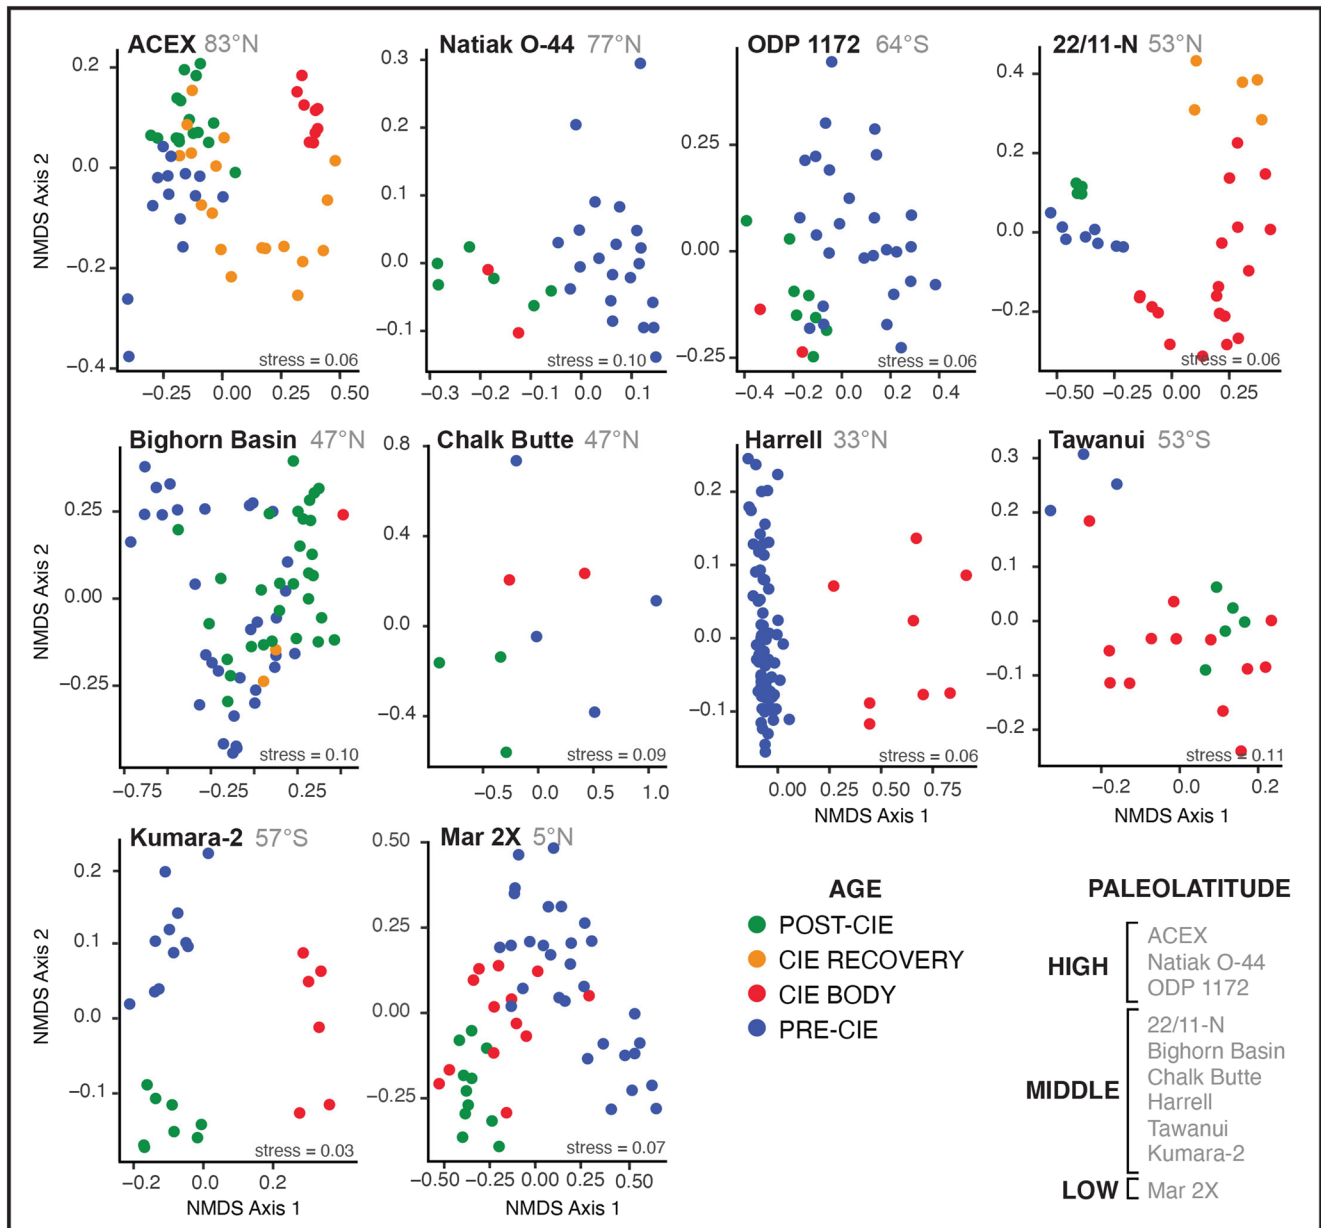 ACEX 83°N
Natiak O-44 77°N
ODP 1172 64°S
22/11-N 53°N
NMDS Axis 2
0.2
0.0
−0.2
−0.4
−0.25 0.00 0.25 0.50
stress = 0.06
0.3
0.2
0.1
0.0
−0.1
−0.3 −0.2 −0.1 0.0 0.1
stress = 0.10
0.25
0.00
−0.25
−0.4 −0.2 0.0 0.2 0.4
stress = 0.06
0.4
0.2
0.0
−0.2
−0.50 −0.25 0.00 0.25
stress = 0.06
Bighorn Basin 47°N
Chalk Butte 47°N
Harrell 33°N
Tawanui 53°S
NMDS Axis 2
0.25
0.00
−0.25
−0.75 −0.25 0.25
stress = 0.10
0.8
0.4
0.0
−0.4
−0.5 0.0 0.5 1.0
stress = 0.09
0.2
0.1
0.0
−0.1
0.00 0.25 0.50 0.75
stress = 0.06
NMDS Axis 1
0.3
0.2
0.1
0.0
−0.1
−0.2
−0.2 0.0 0.2
stress = 0.11
NMDS Axis 1
Kumara-2 57°S
Mar 2X 5°N
NMDS Axis 2
0.2
0.1
0.0
−0.1
−0.2 0.0 0.2
stress = 0.03
NMDS Axis 1
0.50
0.25
0.00
−0.25
−0.50 −0.25 0.00 0.25 0.50
stress = 0.07
NMDS Axis 1
AGE
POST-CIE
CIE RECOVERY
CIE BODY
PRE-CIE
PALEOLATITUDE
HIGH
ACEX
Natiak O-44
ODP 1172
MIDDLE
22/11-N
Bighorn Basin
Chalk Butte
Harrell
Tawanui
Kumara-2
LOW
Mar 2X